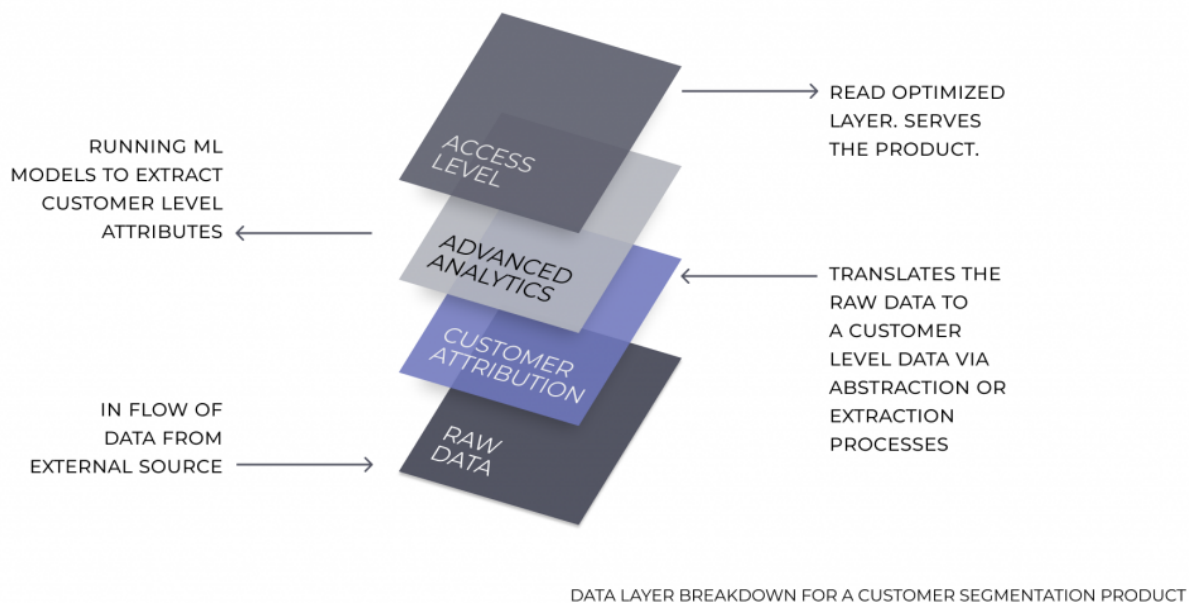 READ OPTIMIZED
LAYER. SERVES
THE PRODUCT.
ACCESS
LEVEL
RUNNING ML
MODELS TO EXTRACT
CUSTOMER LEVEL
ATTRIBUTES
ADVANCED
ANALYTICS
TRANSLATES THE
RAW DATA TO
A CUSTOMER
LEVEL DATA VIA
ABSTRACTION OR
EXTRACTION
PROCESSES
CUSTOMER
ATTRIBUTION
IN FLOW OF
DATA FROM
EXTERNAL SOURCE
RAW
DATA
DATA LAYER BREAKDOWN FOR A CUSTOMER SEGMENTATION PRODUCT